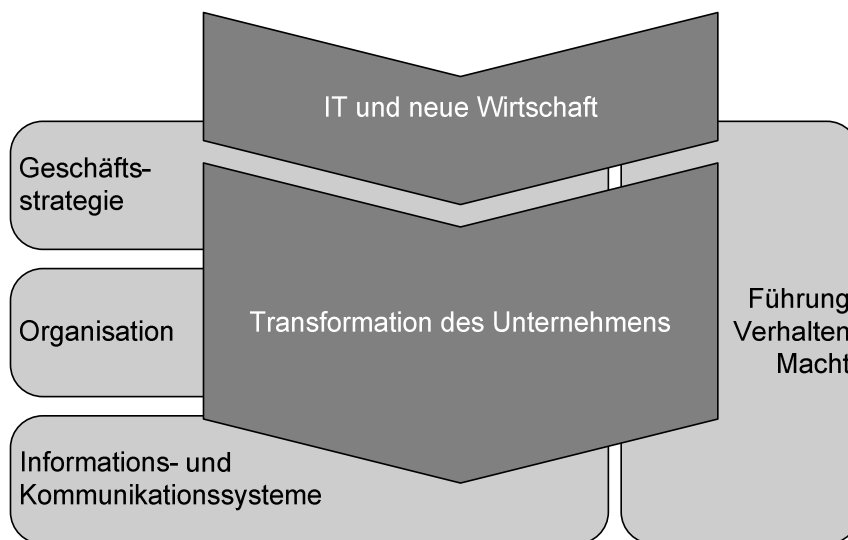 IT und neue Wirtschaft
Geschäfts-
strategie
Organisation
Transformation des Unternehmens
Führung
Verhalten
Macht
Informations- und
Kommunikationssysteme